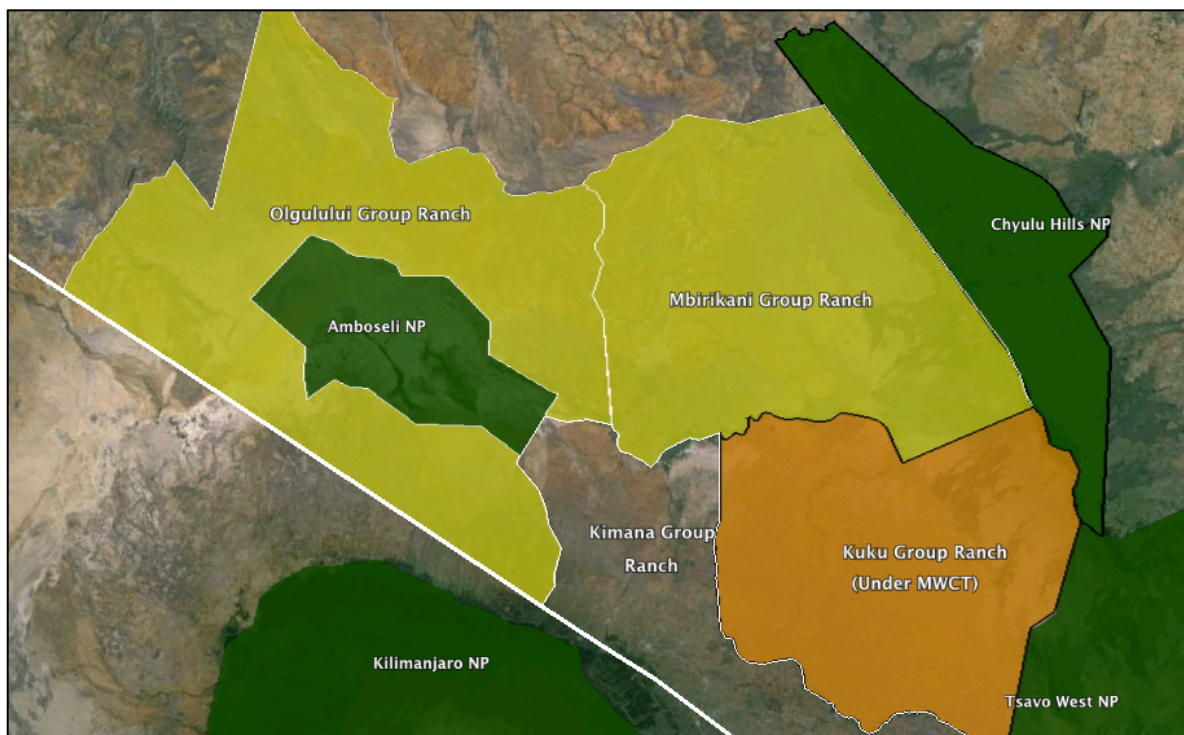 Olgulului Group Ranch
Chyulu Hills NP
Mbirikani Group Ranch
Amboseli NP
Kimana Group
Ranch
Kuku Group Ranch
(Under MWCT)
Kilimanjaro NP
Tsavo West NP